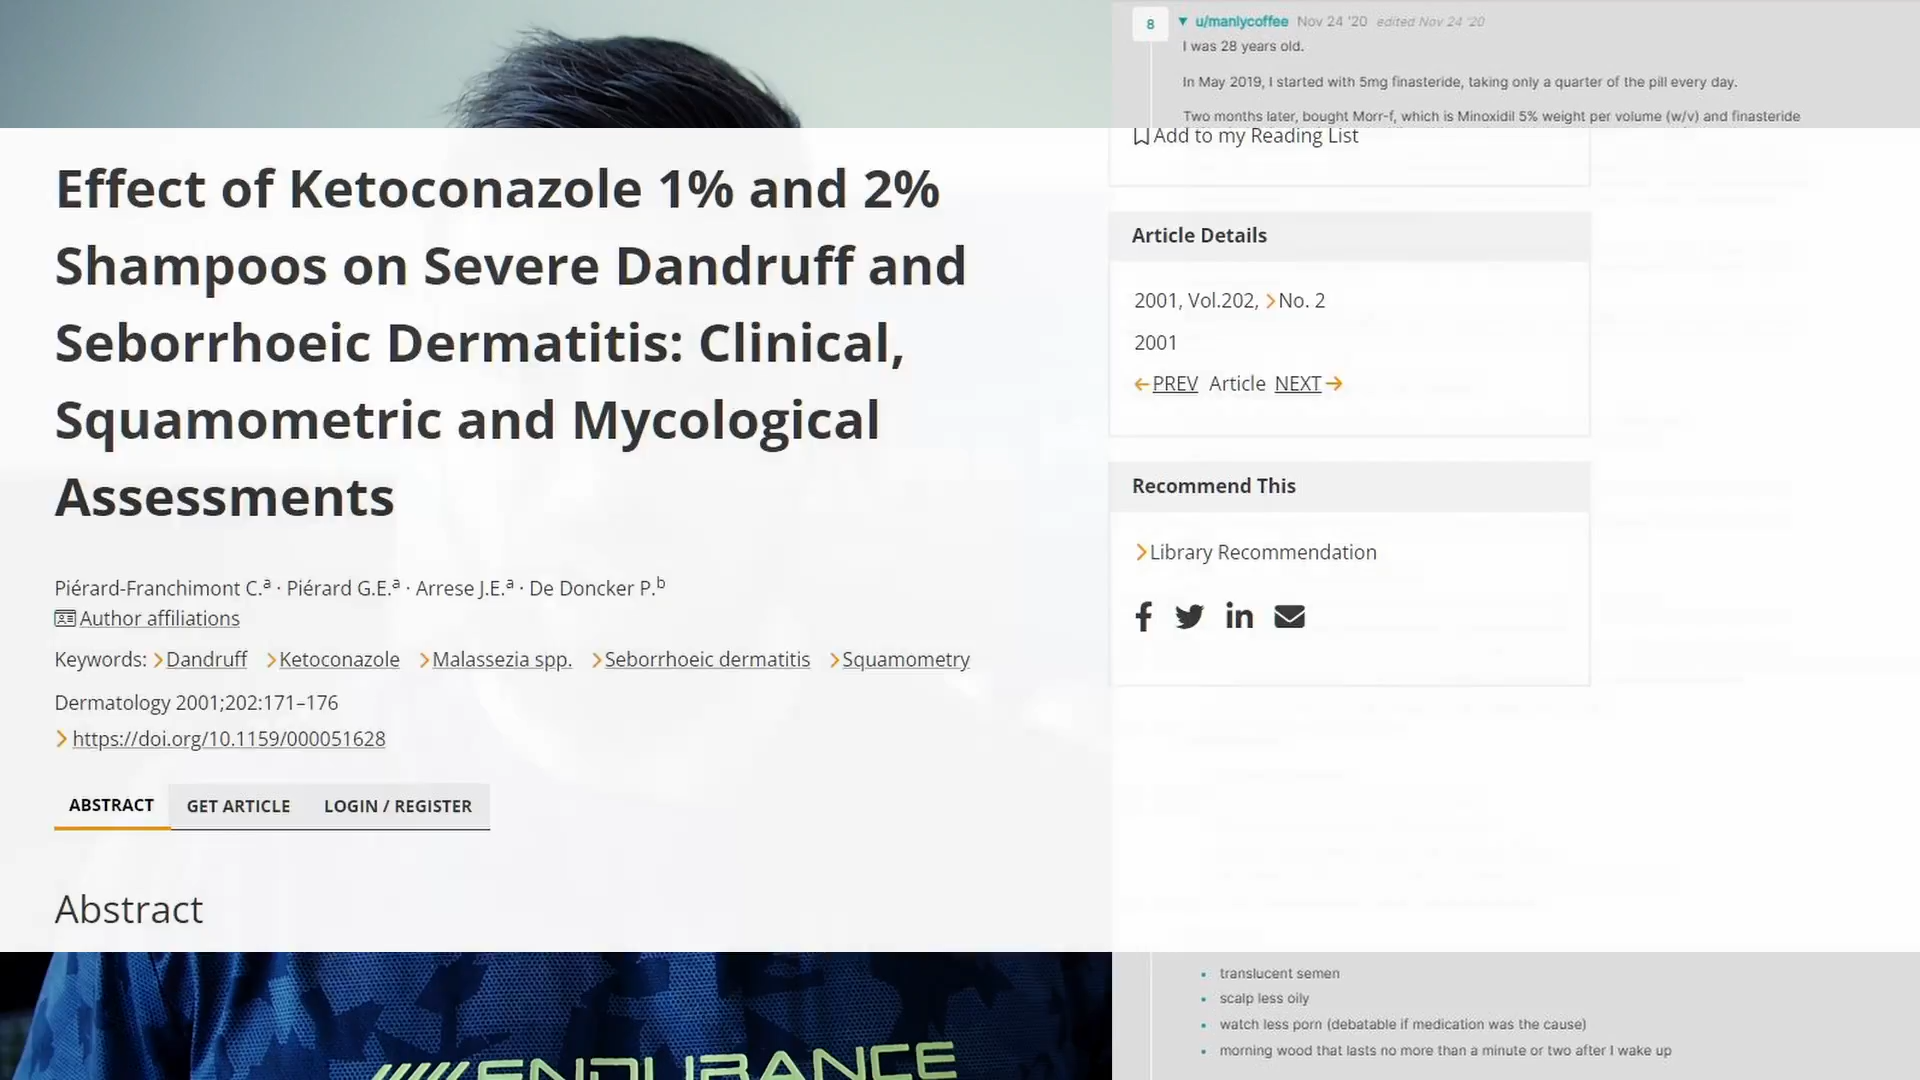 8 ▼ u/manlycoffee Nov 24 '20 edited Nov 24 '20
I was 28 years old.
In May 2019, I started with 5mg finasteride, taking only a quarter of the pill every day.
Two months later, bought Morr-f, which is Minoxidil 5% weight per volume (w/v) and finasteride
Add to my Reading List
Effect of Ketoconazole 1% and 2%
Shampoos on Severe Dandruff and
Seborrhoeic Dermatitis: Clinical,
Squamometric and Mycological
Assessments
Piérard-Franchimont C.a · Piérard G.E.a · Arrese J.E.a · De Doncker P.b
Author affiliations
Keywords: Dandruff Ketoconazole Malassezia spp. Seborrhoeic dermatitis Squamometry
Dermatology 2001;202:171–176
https://doi.org/10.1159/000051628
ABSTRACT GET ARTICLE LOGIN / REGISTER
Abstract
Article Details
2001, Vol.202, No. 2
2001
PREV Article NEXT
Recommend This
Library Recommendation
• translucent semen
• scalp less oily
• watch less porn (debatable if medication was the cause)
• morning wood that lasts no more than a minute or two after I wake up
ENDURANCE